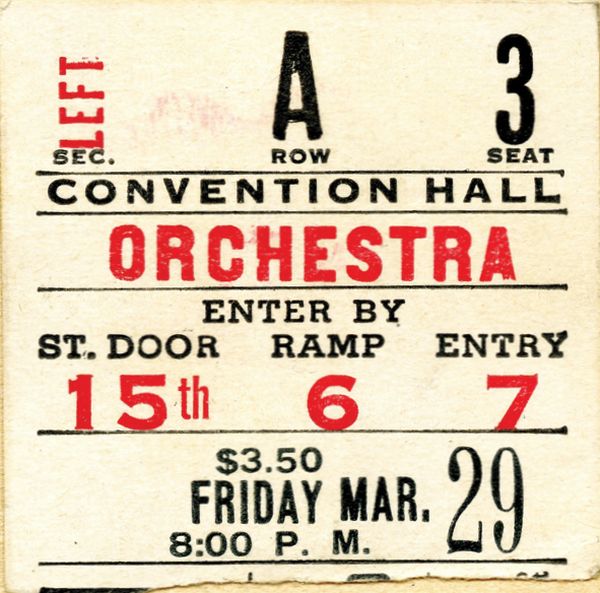 LEFT A 3
SEC. ROW SEAT
CONVENTION HALL
ORCHESTRA
ENTER BY
ST. DOOR RAMP ENTRY
15th 6 7
$3.50
FRIDAY MAR. 29
8:00 P. M.